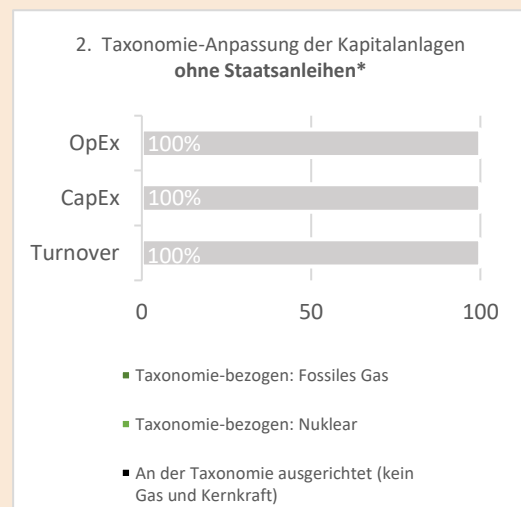 2. Taxonomie-Anpassung der Kapitalanlagen
ohne Staatsanleihen*
OpEx
100%
CapEx
100%
Turnover
100%
0 50 100
Taxonomie-bezogen: Fossiles Gas
Taxonomie-bezogen: Nuklear
An der Taxonomie ausgerichtet (kein
Gas und Kernkraft)